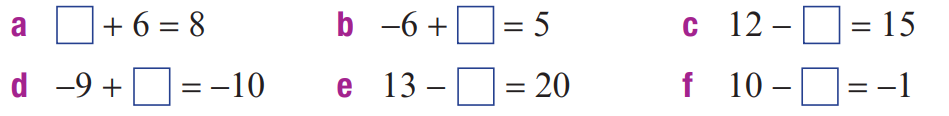 a □ + 6 = 8 b −6 + □ = 5 c 12 − □ = 15
d −9 + □ = −10 e 13 − □ = 20 f 10 − □ = −1